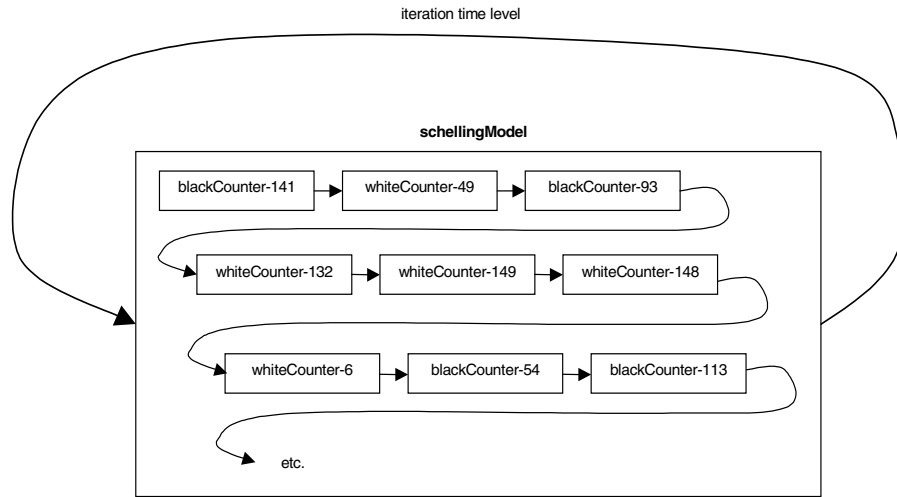 iteration time level
schellingModel
blackCounter-141
whiteCounter-49
blackCounter-93
whiteCounter-132
whiteCounter-149
whiteCounter-148
whiteCounter-6
blackCounter-54
blackCounter-113
etc.